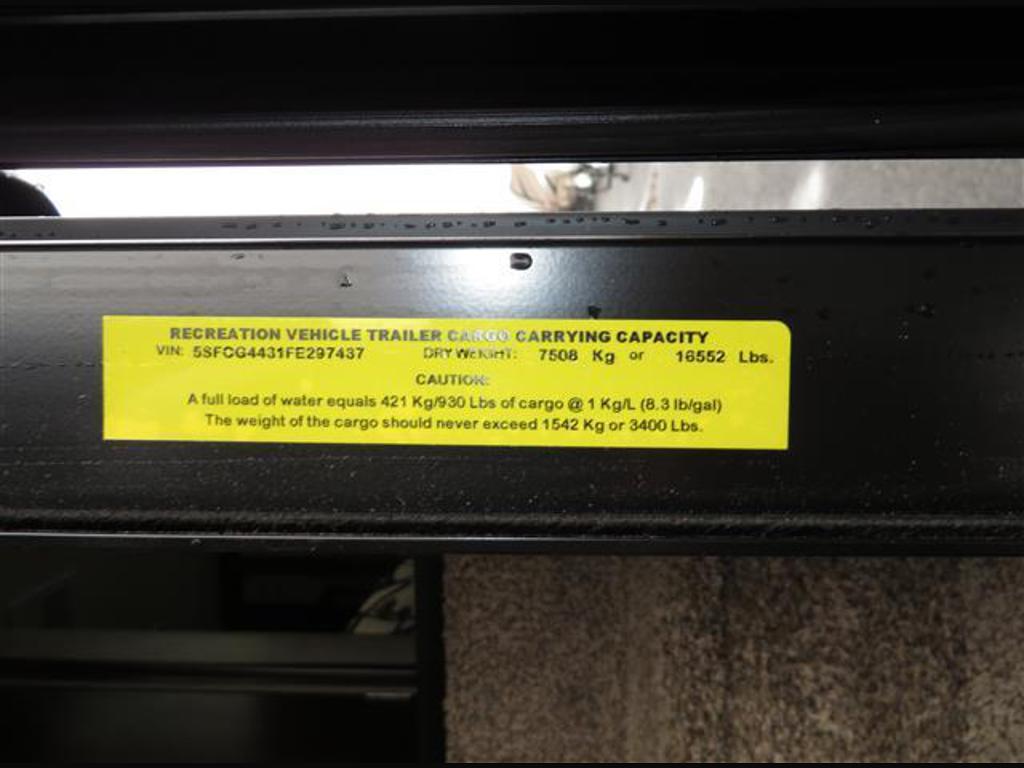 RECREATION VEHICLE TRAILER CARGO CARRYING CAPACITY
VIN: 5SFCG4431FE297437 DRY WEIGHT: 7508 Kg or 16552 Lbs.
CAUTION:
A full load of water equals 421 Kg/930 Lbs of cargo @ 1 Kg/L (8.3 lb/gal)
The weight of the cargo should never exceed 1542 Kg or 3400 Lbs.